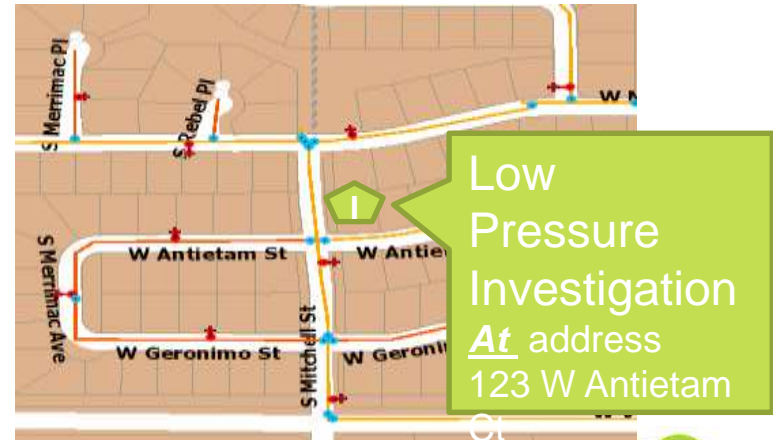 S Merrimac Pl
S Rebel Pl
W
I
Low
Pressure
Investigation
At address
123 W Antietam
Ct
W Antietam St
W Antie
S Merrimac Ave
S Mitchell St
W Geronimo St
W Geroni